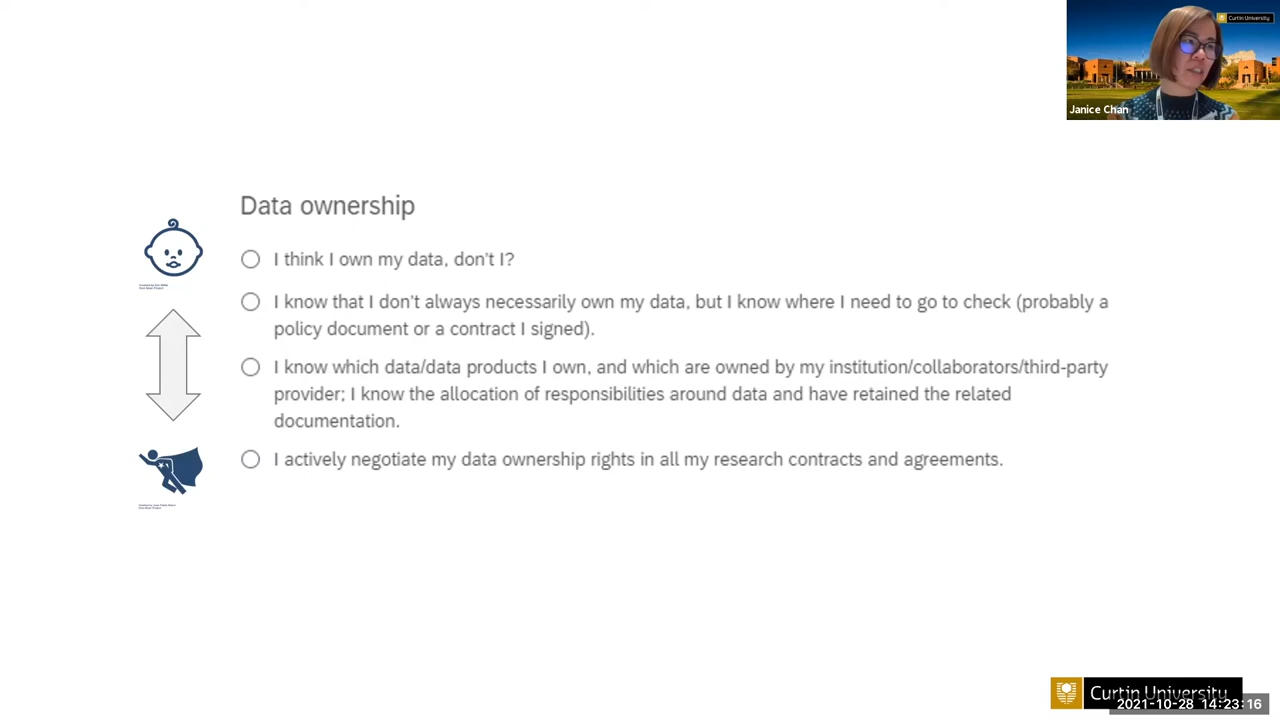 Curtin University
Janice Chan
Data ownership
I think I own my data, don't I?
I know that I don't always necessarily own my data, but I know where I need to go to check (probably a
policy document or a contract I signed).
I know which data/data products I own, and which are owned by my institution/collaborators/third-party
provider; I know the allocation of responsibilities around data and have retained the related
documentation.
I actively negotiate my data ownership rights in all my research contracts and agreements.
Curtin University
2021-10-28 14:23:16